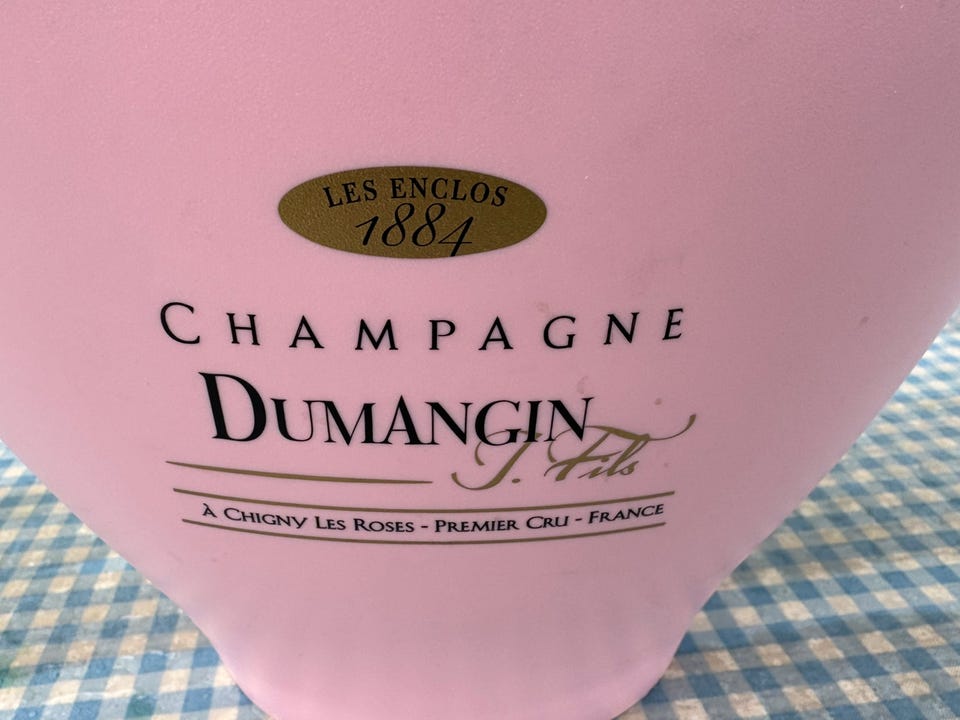 LES ENCLOS
1884
CHAMPAGNE
DUMANGIN
J. Fils
À CHIGNY LES ROSES - PREMIER CRU - FRANCE